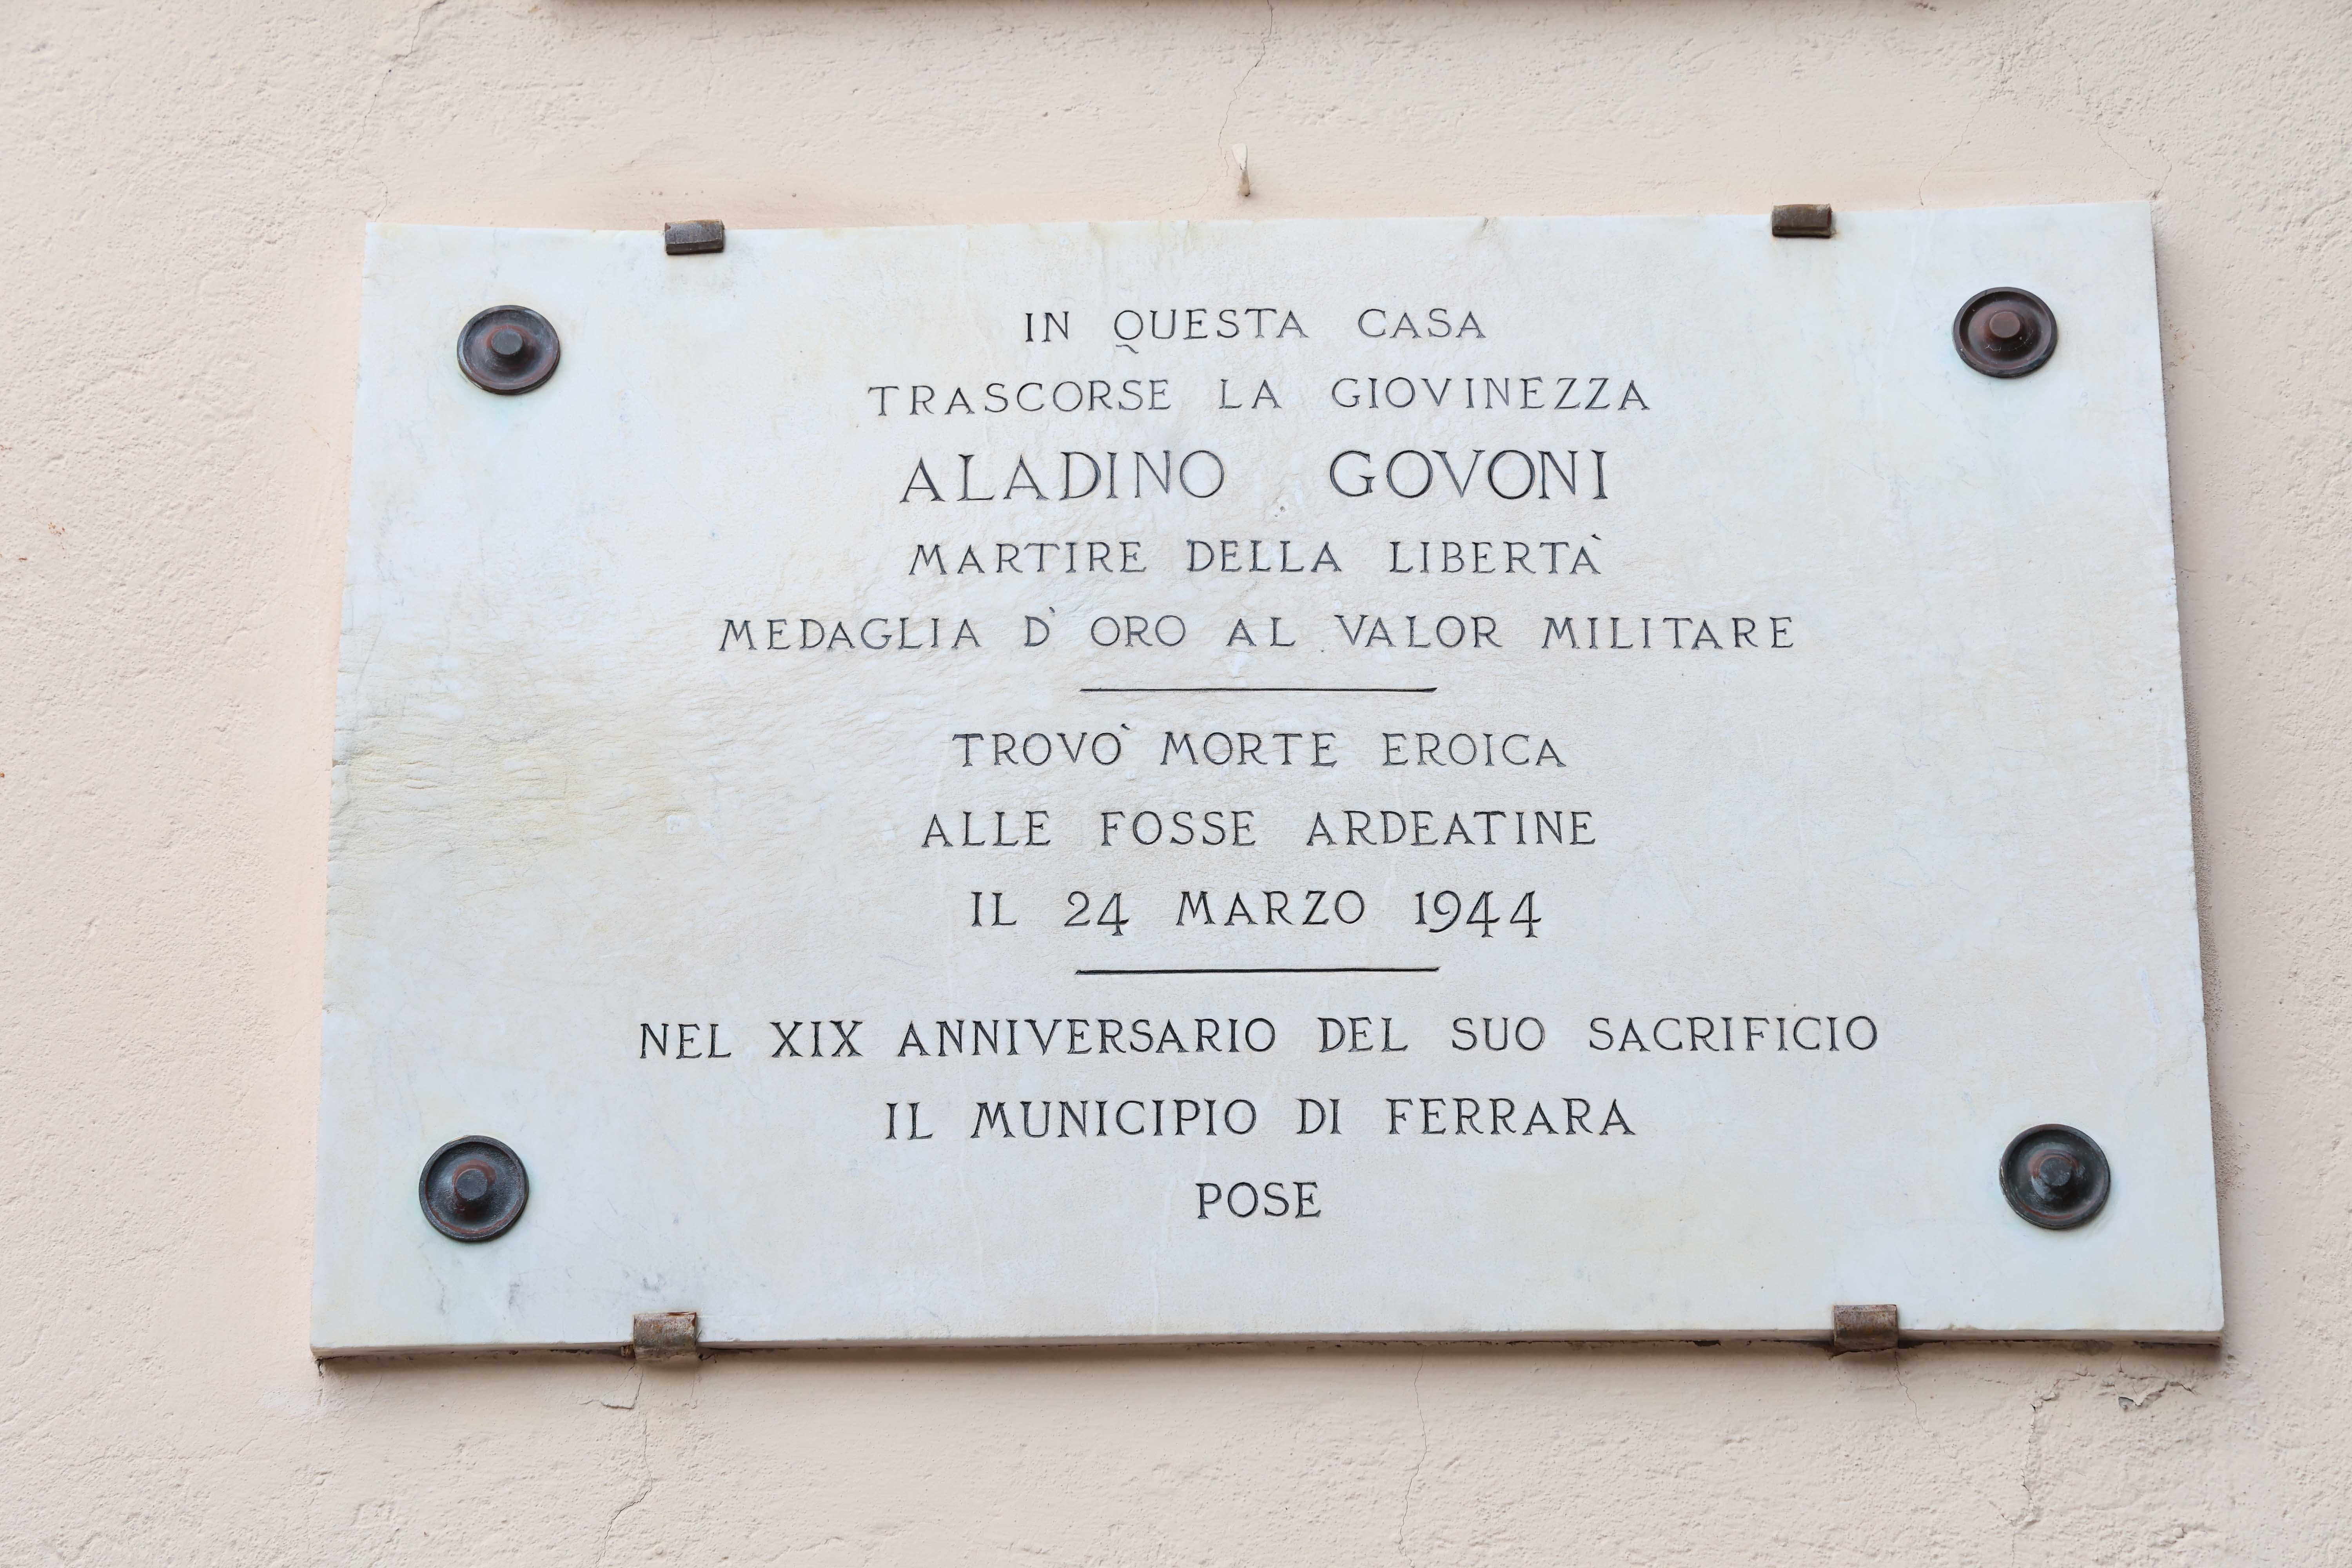 IN QUESTA CASA
TRASCORSE LA GIOVINEZZA
ALADINO GOVONI
MARTIRE DELLA LIBERTÀ
MEDAGLIA D'ORO AL VALOR MILITARE
TROVÒ MORTE EROICA
ALLE FOSSE ARDEATINE
IL 24 MARZO 1944
NEL XIX ANNIVERSARIO DEL SUO SACRIFICIO
IL MUNICIPIO DI FERRARA
POSE